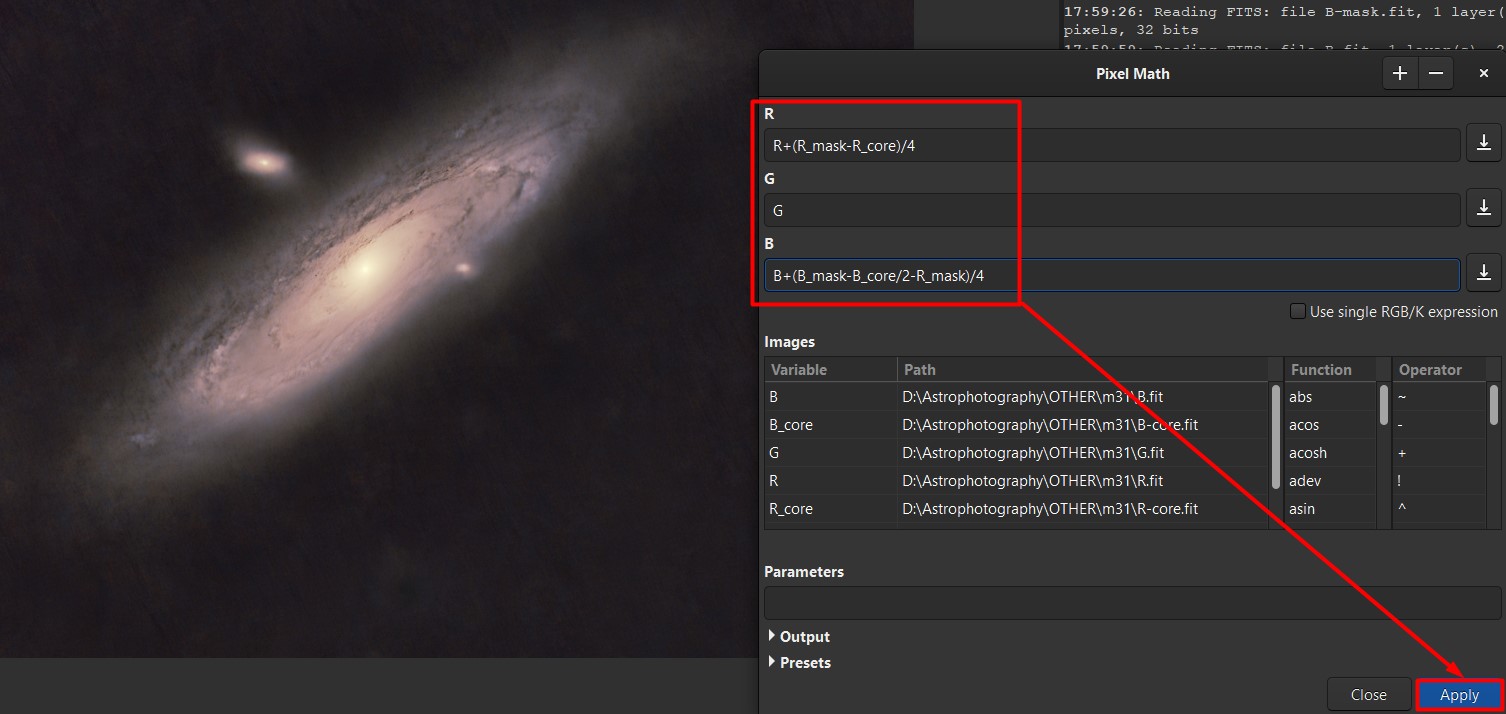 17:59:26: Reading FITS: file B-mask.fit, 1 layer(
pixels, 32 bits
17:59:59: Reading FITS: file B.fit, 1 layer(s),
Pixel Math
R
R+(R_mask-R_core)/4
G
G
B
B+(B_mask-B_core/2-R_mask)/4
Use single RGB/K expression
Images
Variable Path Function Operator
B D:\Astrophotography\OTHER\m31\B.fit abs ~
B_core D:\Astrophotography\OTHER\m31\B-core.fit acos -
G D:\Astrophotography\OTHER\m31\G.fit acosh +
R D:\Astrophotography\OTHER\m31\R.fit adev !
R_core D:\Astrophotography\OTHER\m31\R-core.fit asin ^
Parameters
Output
Presets
Close Apply